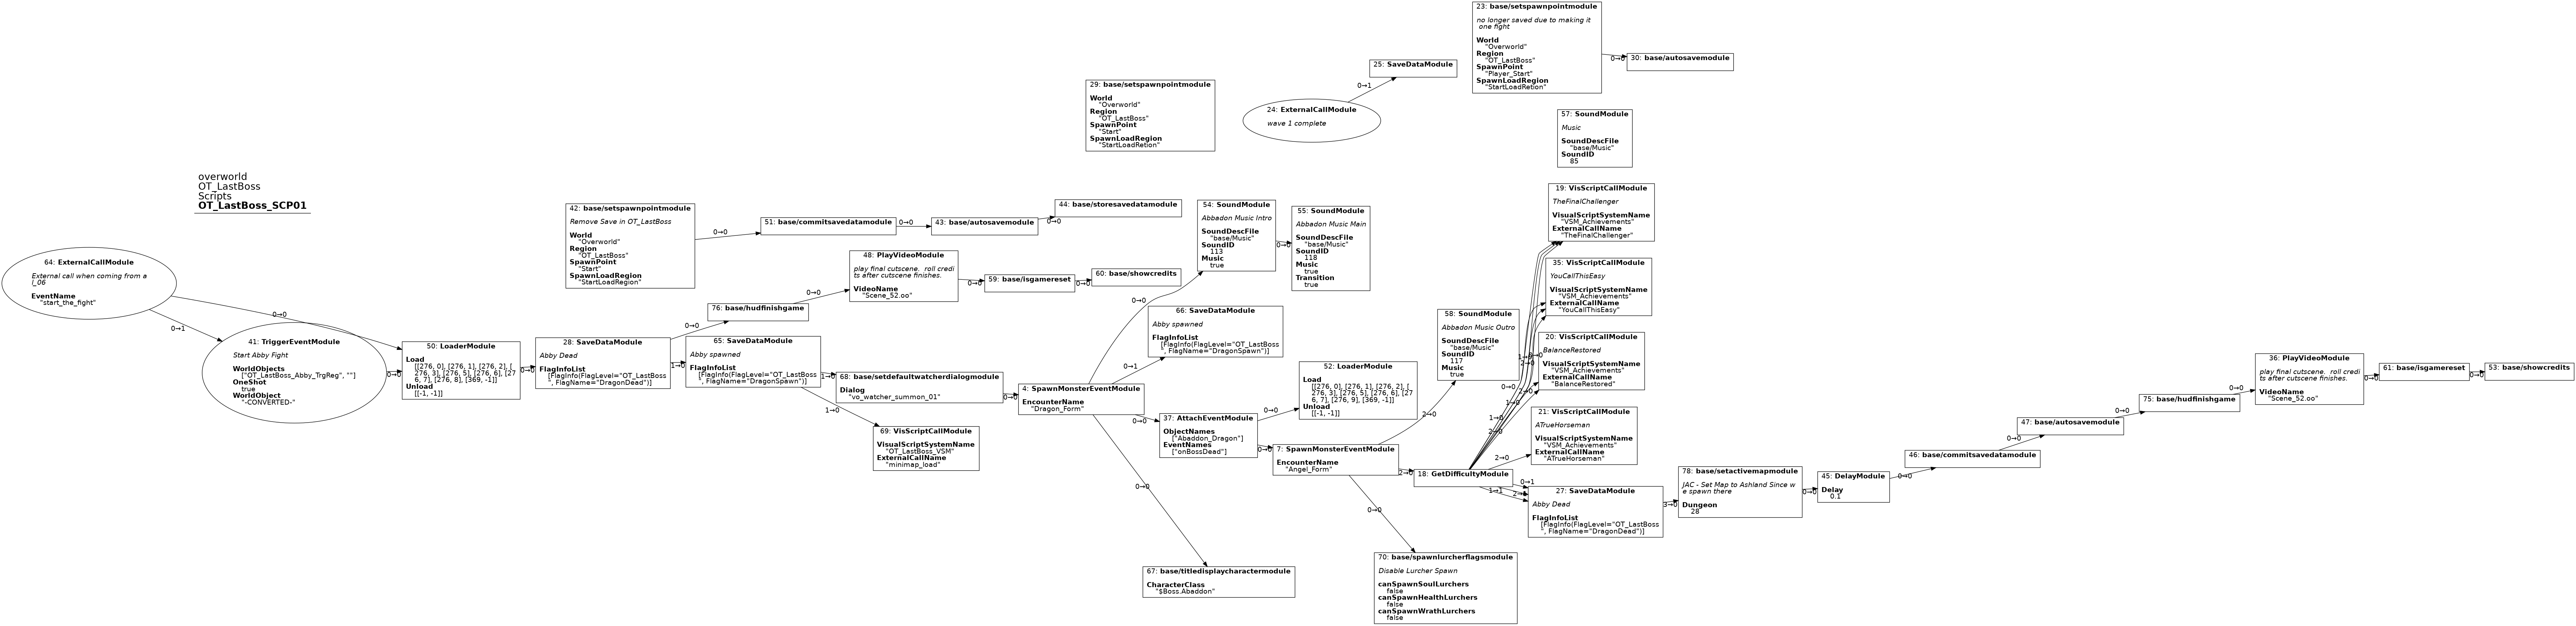 overworld
OT_LastBoss
Scripts
OT_LastBoss_SCP01
64: ExternalCallModule
External call when coming from a
l_06
EventName
"start_the_fight"
0→0
0→1
41: TriggerEventModule
Start Abby Fight
WorldObjects
["OT_LastBoss_Abby_TrgReg", ""]
OneShot
true
WorldObject
"-CONVERTED-"
0→0
50: LoaderModule
Load
[[276, 0], [276, 1], [276, 2], [
276, 3], [276, 5], [276, 6], [27
6, 7], [276, 8], [369, -1]]
Unload
[[-1, -1]]
0→0
28: SaveDataModule
Abby Dead
FlagInfoList
[FlagInfo(FlagLevel="OT_LastBoss
", FlagName="DragonDead")]
0→0
1→0
42: base/setspawnpointmodule
Remove Save in OT_LastBoss
World
"Overworld"
Region
"OT_LastBoss"
SpawnPoint
"Start"
SpawnLoadRegion
"StartLoadRegion"
0→0
51: base/commitsavedatamodule
0→0
43: base/autosavemodule
0→0
44: base/storesavedatamodule
76: base/hudfinishgame
0→0
48: PlayVideoModule
play final cutscene.  roll credi
ts after cutscene finishes.
VideoName
"Scene_52.oo"
0→0
59: base/isgamereset
0→0
60: base/showcredits
65: SaveDataModule
Abby spawned
FlagInfoList
[FlagInfo(FlagLevel="OT_LastBoss
", FlagName="DragonSpawn")]
1→0
1→0
68: base/setdefaultwatcherdialogmodule
Dialog
"vo_watcher_summon_01"
0→0
69: VisScriptCallModule
VisualScriptSystemName
"OT_LastBoss_VSM"
ExternalCallName
"minimap_load"
4: SpawnMonsterEventModule
EncounterName
"Dragon_Form"
0→0
0→1
0→0
0→0
29: base/setspawnpointmodule
World
"Overworld"
Region
"OT_LastBoss"
SpawnPoint
"Start"
SpawnLoadRegion
"StartLoadRetion"
54: SoundModule
Abbadon Music Intro
SoundDescFile
"base/Music"
SoundID
113
Music
true
0→0
55: SoundModule
Abbadon Music Main
SoundDescFile
"base/Music"
SoundID
118
Music
true
Transition
true
66: SaveDataModule
Abby spawned
FlagInfoList
[FlagInfo(FlagLevel="OT_LastBoss
", FlagName="DragonSpawn")]
37: AttachEventModule
ObjectNames
["Abaddon_Dragon"]
EventNames
["onBossDead"]
0→0
0→0
52: LoaderModule
Load
[[276, 0], [276, 1], [276, 2], [
276, 3], [276, 5], [276, 6], [27
6, 7], [276, 9], [369, -1]]
Unload
[[-1, -1]]
67: base/titledisplaycharactermodule
CharacterClass
"$Boss.Abaddon"
7: SpawnMonsterEventModule
EncounterName
"Angel_Form"
2→0
2→0
0→0
24: ExternalCallModule
wave 1 complete
0→1
25: SaveDataModule
23: base/setspawnpointmodule
no longer saved due to making it
one fight
World
"Overworld"
Region
"OT_LastBoss"
SpawnPoint
"Player_Start"
SpawnLoadRegion
"StartLoadRetion"
0→0
30: base/autosavemodule
57: SoundModule
Music
SoundDescFile
"base/Music"
SoundID
85
58: SoundModule
Abbadon Music Outro
SoundDescFile
"base/Music"
SoundID
117
Music
true
70: base/spawnlurcherflagsmodule
Disable Lurcher Spawn
canSpawnSoulLurchers
false
canSpawnHealthLurchers
false
canSpawnWrathLurchers
false
18: GetDifficultyModule
0→0
1→0
2→0
2→0
0→1
1→1
19: VisScriptCallModule
TheFinalChallenger
VisualScriptSystemName
"VSM_Achievements"
ExternalCallName
"TheFinalChallenger"
35: VisScriptCallModule
YouCallThisEasy
VisualScriptSystemName
"VSM_Achievements"
ExternalCallName
"YouCallThisEasy"
20: VisScriptCallModule
BalanceRestored
VisualScriptSystemName
"VSM_Achievements"
ExternalCallName
"BalanceRestored"
21: VisScriptCallModule
ATrueHorseman
VisualScriptSystemName
"VSM_Achievements"
ExternalCallName
"ATrueHorseman"
27: SaveDataModule
Abby Dead
FlagInfoList
[FlagInfo(FlagLevel="OT_LastBoss
", FlagName="DragonDead")]
3→0
78: base/setactivemapmodule
JAC - Set Map to Ashland Since w
e spawn there
Dungeon
28
0→0
45: DelayModule
Delay
0.1
0→0
46: base/commitsavedatamodule
0→0
47: base/autosavemodule
0→0
75: base/hudfinishgame
0→0
36: PlayVideoModule
play final cutscene.  roll credi
ts after cutscene finishes.
VideoName
"Scene_52.oo"
0→0
61: base/isgamereset
0→0
53: base/showcredits